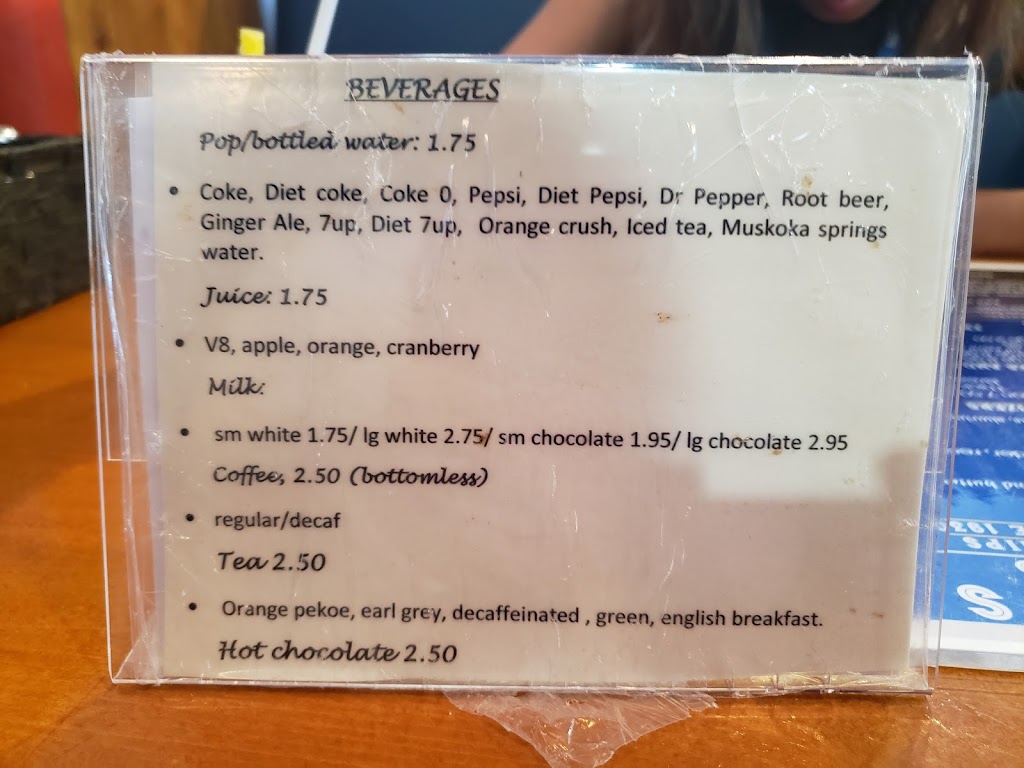 BEVERAGES
Pop/bottled water: 1.75
• Coke, Diet coke, Coke 0, Pepsi, Diet Pepsi, Dr Pepper, Root beer,
Ginger Ale, 7up, Diet 7up, Orange crush, Iced tea, Muskoka springs
water.
Juice: 1.75
• V8, apple, orange, cranberry
Milk:
• sm white 1.75/ lg white 2.75/ sm chocolate 1.95/ lg chocolate 2.95
Coffee, 2.50 (bottomless)
• regular/decaf
Tea 2.50
• Orange pekoe, earl grey, decaffeinated , green, english breakfast.
Hot chocolate 2.50